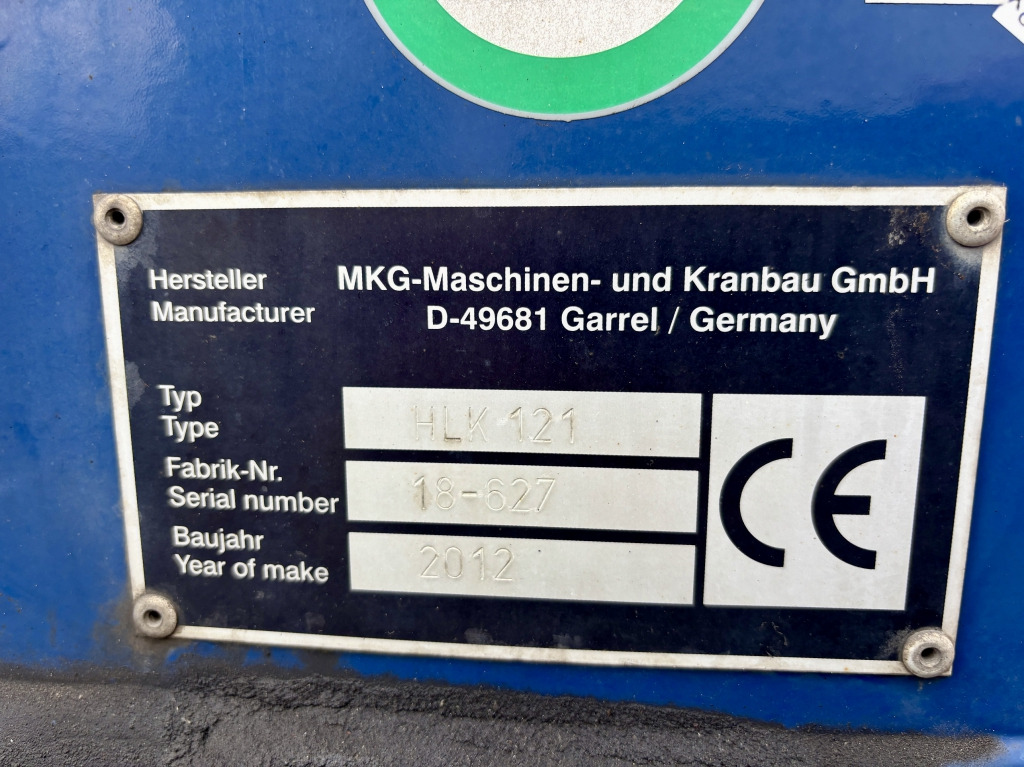 Hersteller MKG-Maschinen- und Kranbau GmbH
Manufacturer D-49681 Garrel / Germany
Typ
Type HLK 121
Fabrik-Nr.
Serial number 18-627
Baujahr
Year of make 2012
CE